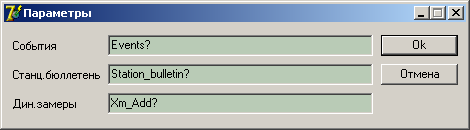 Параметры
События Events? Ok
Станц.бюллетень Station_bulletin? Отмена
Дин.замеры Xm_Add?